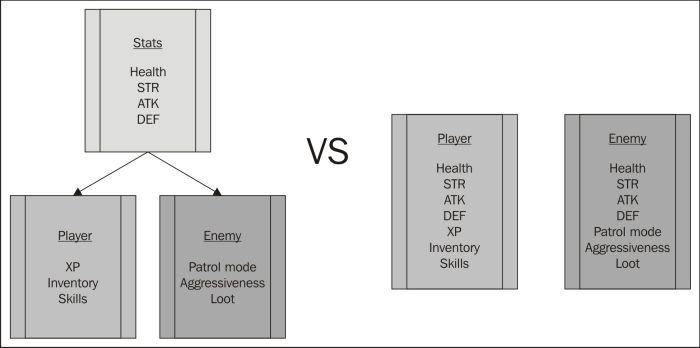 Stats
Health
STR
ATK
DEF
Player
XP
Inventory
Skills
Enemy
Patrol mode
Aggressiveness
Loot
VS
Player
Health
STR
ATK
DEF
XP
Inventory
Skills
Enemy
Health
STR
ATK
DEF
Patrol mode
Aggressiveness
Loot